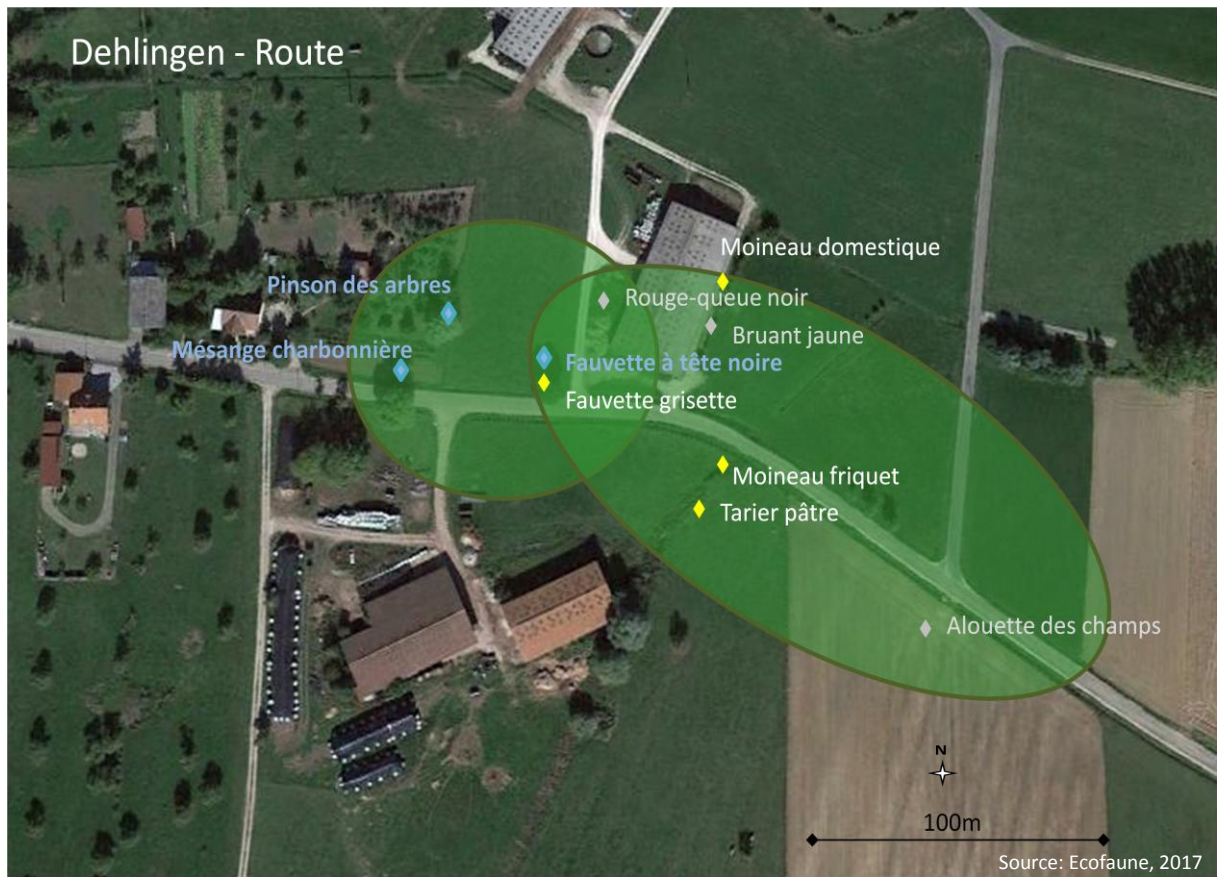 Dehlingen - Route
Moineau domestique
Pinson des arbres
Rouge-queue noir
Bruant jaune
Mésange charbonnière
Fauvette à tête noire
Fauvette grisette
Moineau friquet
Tarier pâtre
Alouette des champs
N
100m
Source: Ecofaune, 2017